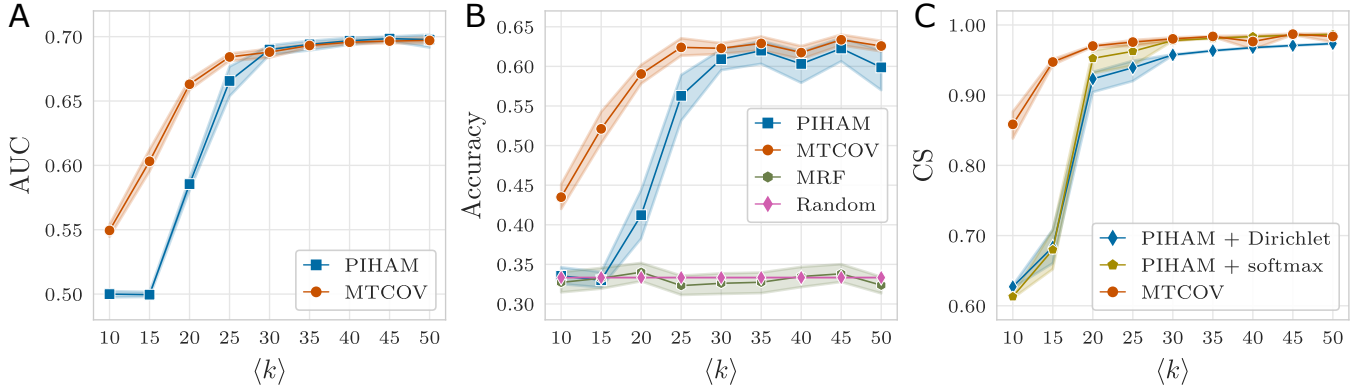 A
AUC
0.70
0.65
0.60
0.55
0.50
PIHAM
MTCOV
10 15 20 25 30 35 40 45 50
⟨k⟩
B
Accuracy
0.65
0.60
0.55
0.50
0.45
0.40
0.35
0.30
PIHAM
MTCOV
MRF
Random
10 15 20 25 30 35 40 45 50
⟨k⟩
C
CS
1.00
0.90
0.80
0.70
0.60
PIHAM + Dirichlet
PIHAM + softmax
MTCOV
10 15 20 25 30 35 40 45 50
⟨k⟩